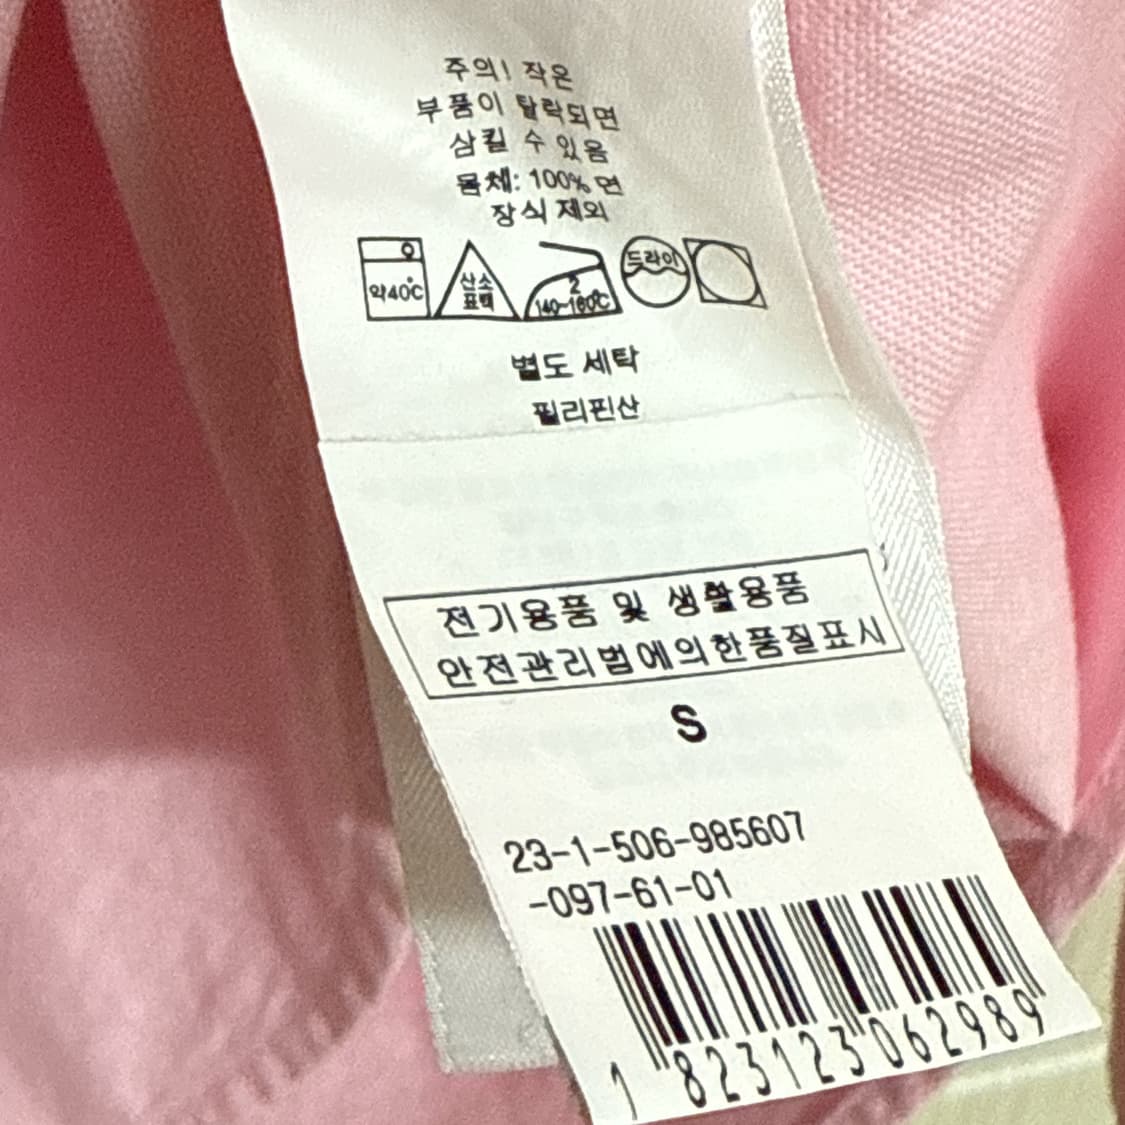 주의! 작은
부품이 탈락되면
삼킬 수 있음
몸체: 100% 면
장식 제외
약40℃
산소
표백
2
140~160℃
드라이
별도 세탁
필리핀산
전기용품 및 생활용품
안전관리법에의한품질표시
S
23-1-506-985607
-097-61-01
1 823123 062989